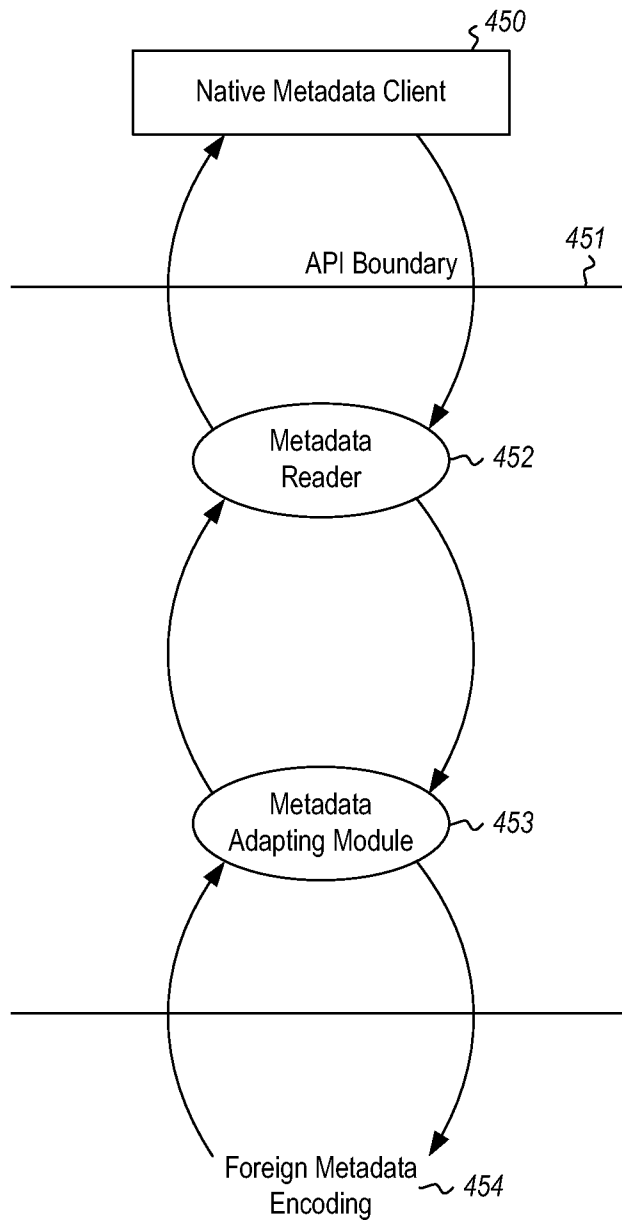 450
Native Metadata Client
API Boundary
451
Metadata
Reader
452
Metadata
Adapting Module
453
Foreign Metadata
Encoding
454